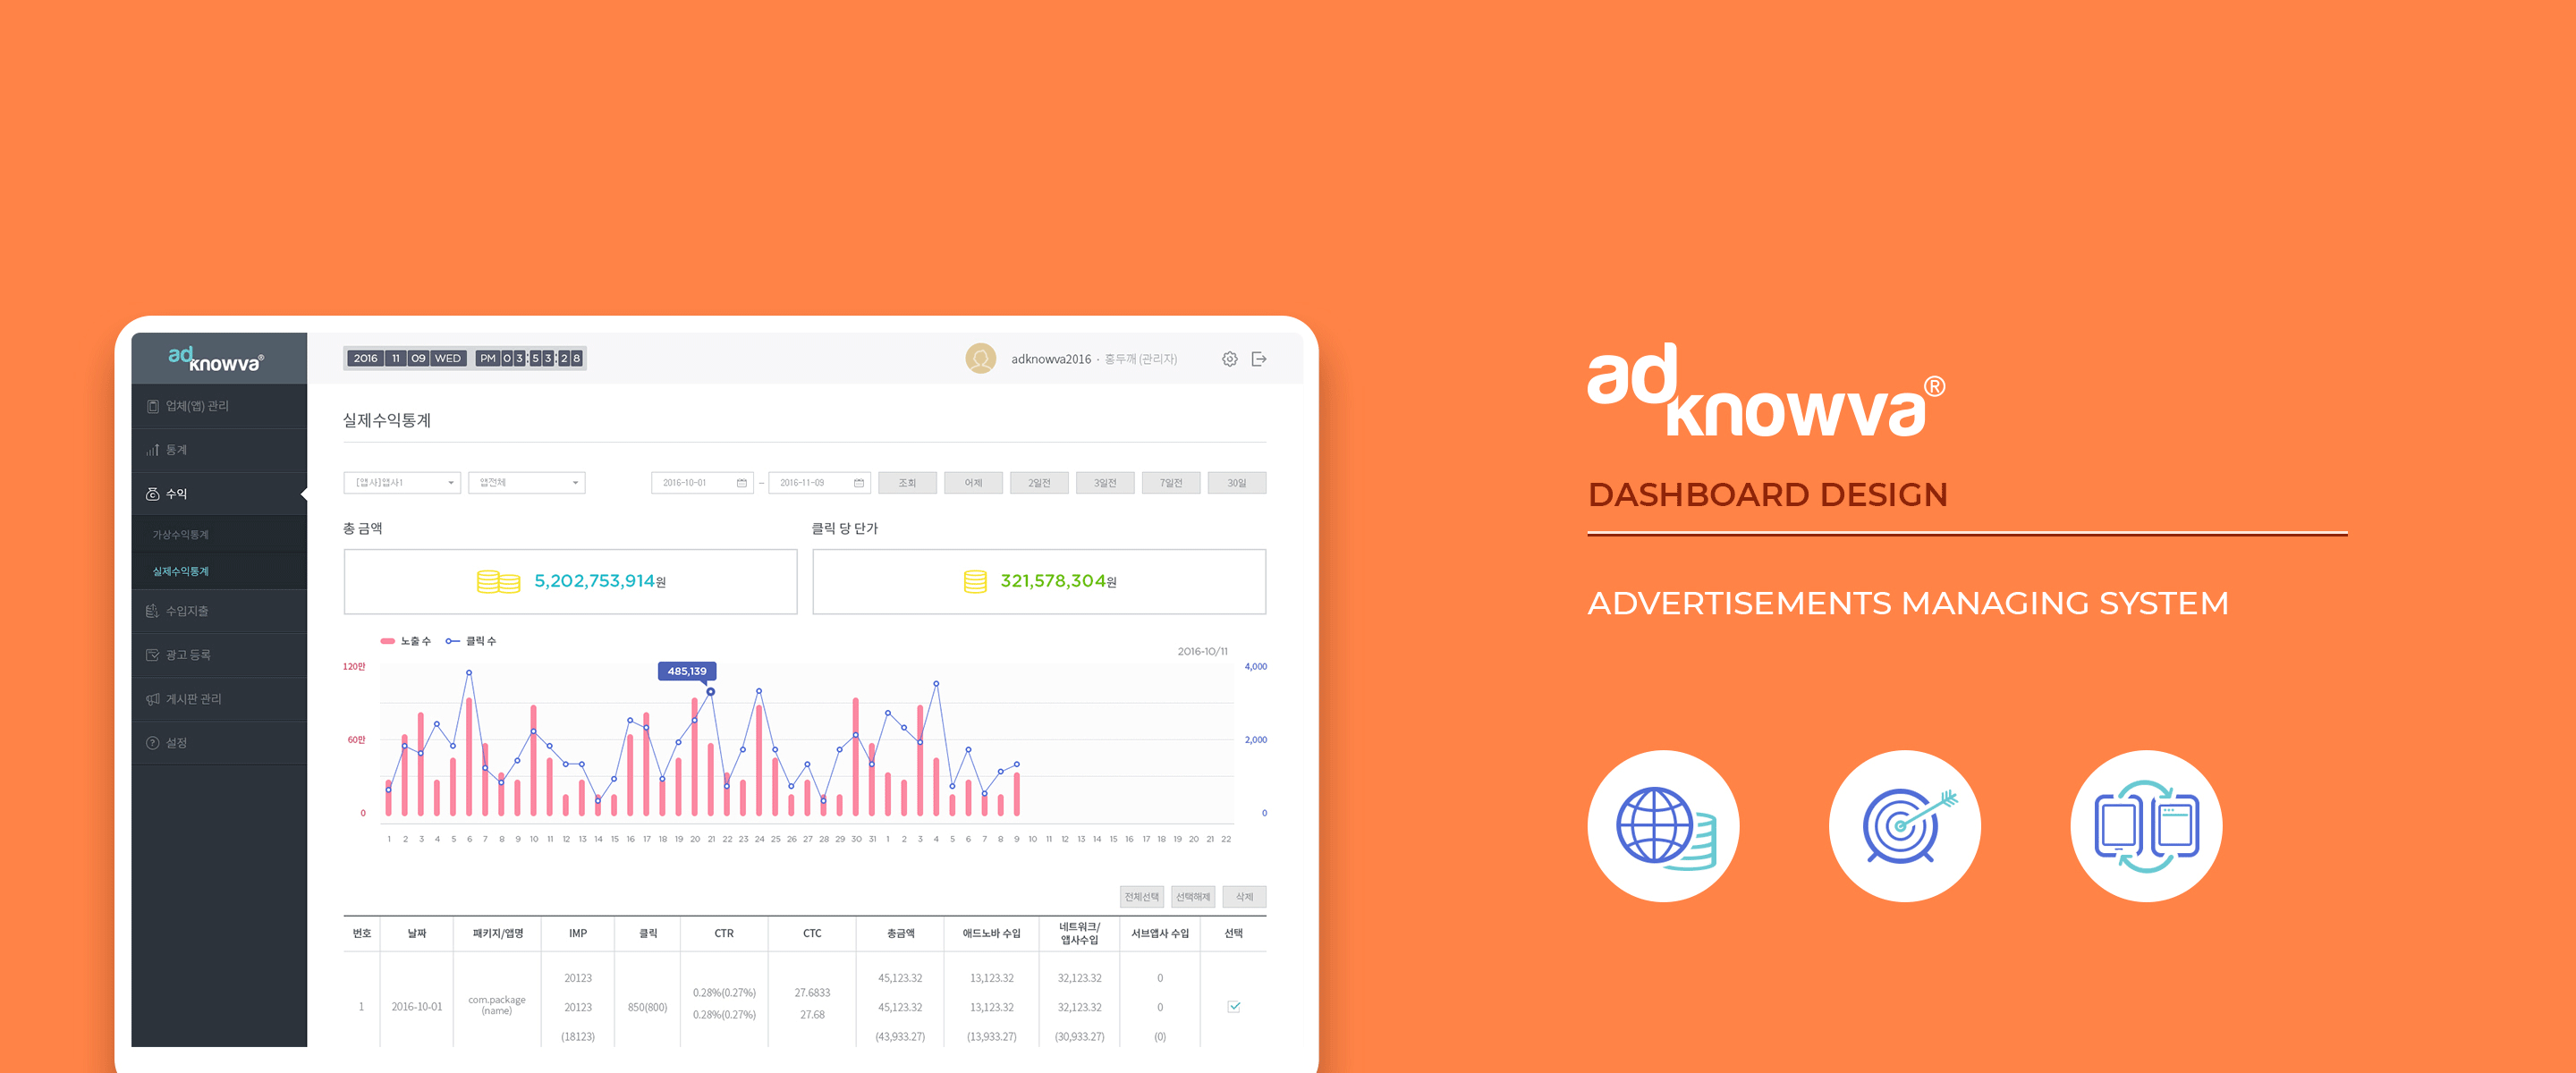 ad
knowva®
2016 11 09 WED PM 03:53:28
adknowva2016 · 홍두깨 (관리자)
업체(앱) 관리
통계
수익
가상수익통계
실제수익통계
수입지출
광고 등록
게시판 관리
설정
실제수익통계
[앱사]앱사1 앱전체 2016-10-01 – 2016-11-09 조회 어제 2일전 3일전 7일전 30일
총 금액
5,202,753,914원
클릭 당 단가
321,578,304원
노출 수 클릭 수
2016-10/11
120만
60만
0
485,139
4,000
2,000
0
1 2 3 4 5 6 7 8 9 10 11 12 13 14 15 16 17 18 19 20 21 22 23 24 25 26 27 28 29 30 31 1 2 3 4 5 6 7 8 9 10 11 12 13 14 15 16 17 18 19 20 21 22
전체선택 선택해제 삭제
번호 날짜 패키지/앱명 IMP 클릭 CTR CTC 총금액 애드노바 수입 네트워크/
앱사수입 서브앱사 수입 선택
20123 45,123.32 13,123.32 32,123.32 0
0.28%(0.27%) 27.6833
1 2016-10-01 com.package
(name) 20123 850(800) 45,123.32 13,123.32 32,123.32 0
0.28%(0.27%) 27.68
(18123) (43,933.27) (13,933.27) (30,933.27) (0)
ad
knowva®
DASHBOARD DESIGN
ADVERTISEMENTS MANAGING SYSTEM